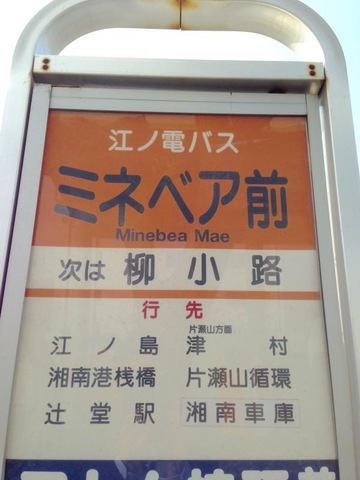 江ノ電バス
ミネベア前
Minebea Mae
次は 柳小路
行先
片瀬山方面
江ノ島 津村
湘南港桟橋 片瀬山循環
辻堂駅 湘南車庫